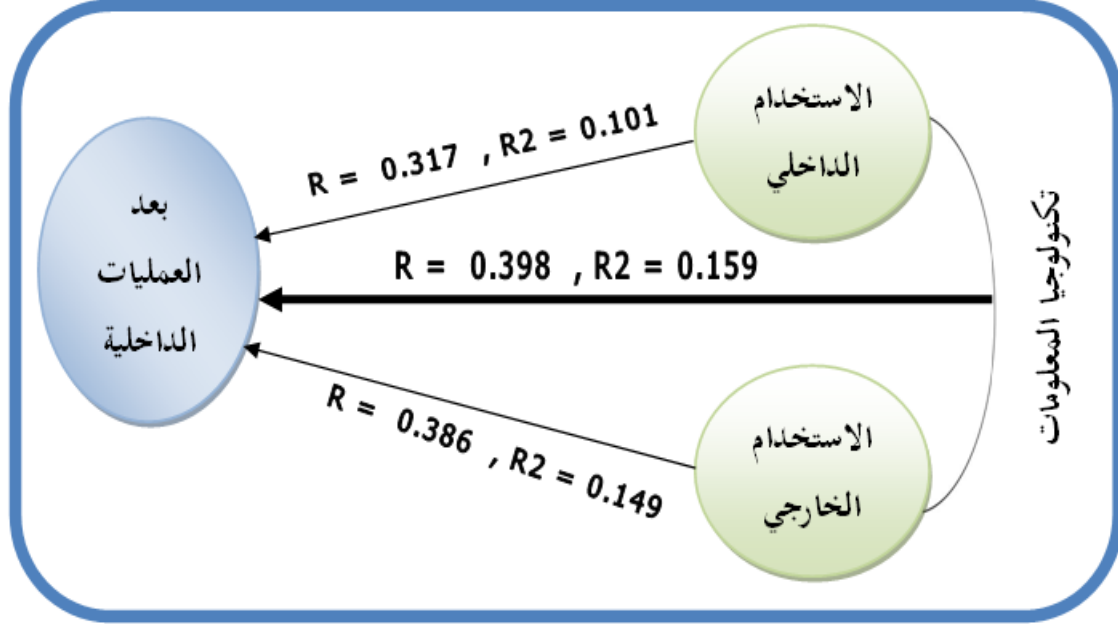 الاستخدام
الداخلي
R = 0.317 , R2 = 0.101
تكنولوجيا المعلومات
بعد
العمليات
الداخلية
R = 0.398 , R2 = 0.159
الاستخدام
الخارجي
R = 0.386 , R2 = 0.149